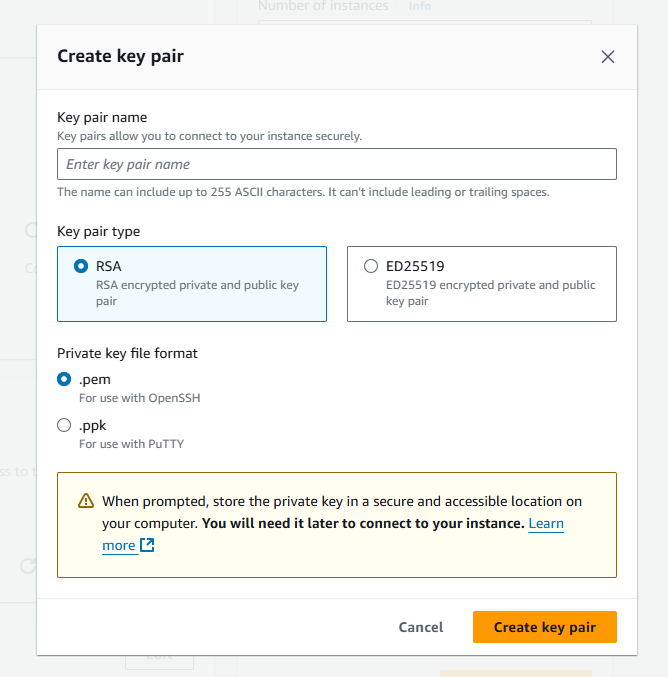 Number of instances Info
Create key pair
Key pair name
Key pairs allow you to connect to your instance securely.
Enter key pair name
The name can include up to 255 ASCII characters. It can't include leading or trailing spaces.
Key pair type
RSA
RSA encrypted private and public key
pair
ED25519
ED25519 encrypted private and public
key pair
Private key file format
.pem
For use with OpenSSH
.ppk
For use with PuTTY
When prompted, store the private key in a secure and accessible location on
your computer. You will need it later to connect to your instance. Learn
more
Cancel
Create key pair